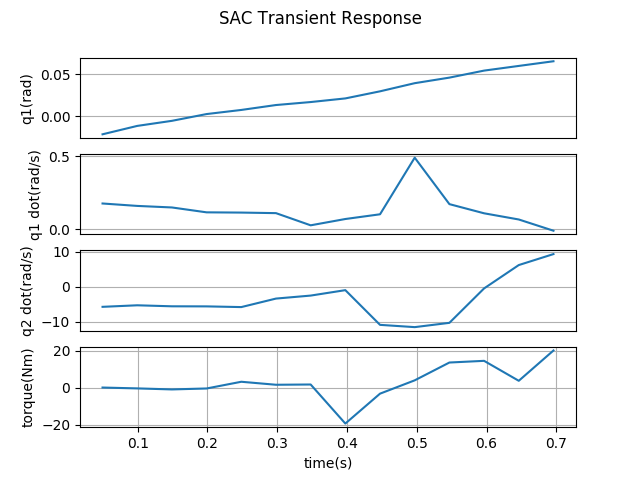 SAC Transient Response
0.05
0.00
q1(rad)
0.5
0.0
q1 dot(rad/s)
10
0
−10
q2 dot(rad/s)
20
0
−20
torque(Nm)
0.1 0.2 0.3 0.4 0.5 0.6 0.7
time(s)